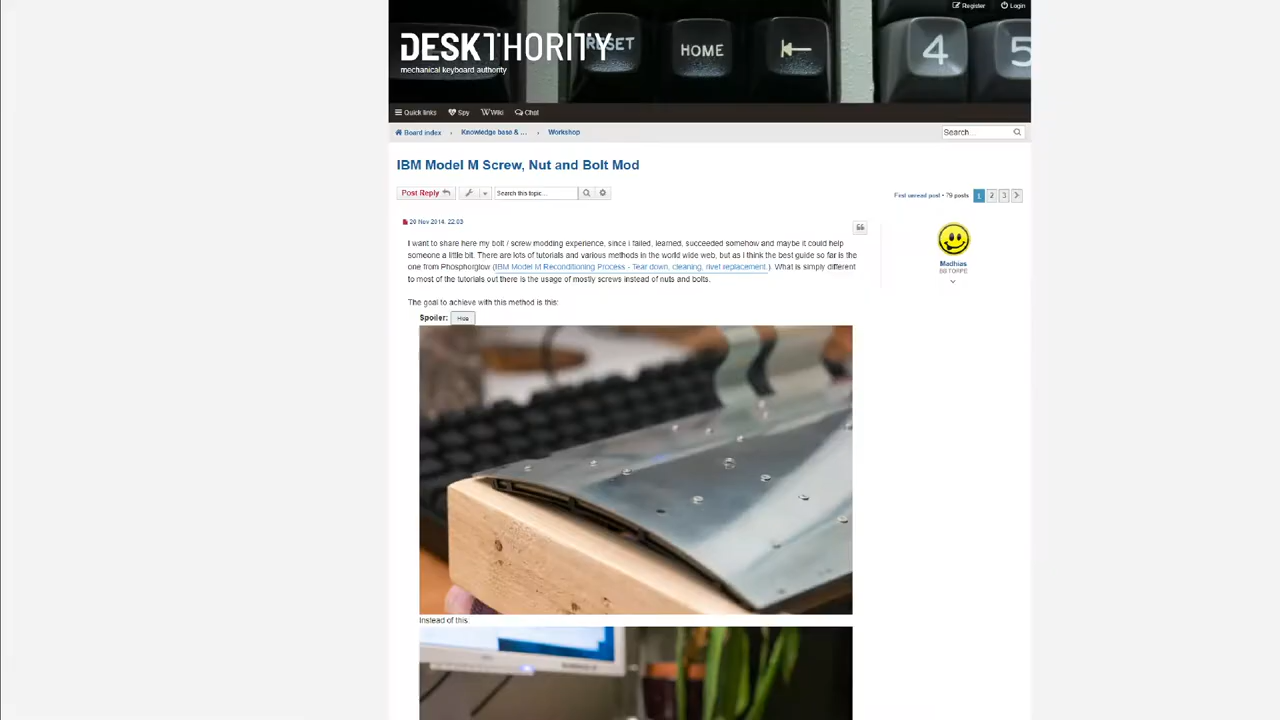 Register Login
DESKTHORITY
mechanical keyboard authority
RESET
HOME
4
5
Quick links Spy Wiki Chat
Board index › Knowledge base & ... › Workshop
Search...
IBM Model M Screw, Nut and Bolt Mod
Post Reply
Search this topic...
First unread post • 79 posts 1 2 3
20 Nov 2014, 22:03
I want to share here my bolt / screw modding experience, since i failed, learned, succeeded somehow and maybe it could help
someone a little bit. There are lots of tutorials and various methods in the world wide web, but as I think the best guide so far is the
one from Phosphorglow (IBM Model M Reconditioning Process - Tear down, cleaning, rivet replacement.). What is simply different
to most of the tutorials out there is the usage of mostly screws instead of nuts and bolts.
Madhias
BS TORPE
The goal to achieve with this method is this:
Spoiler: Hide
Instead of this: